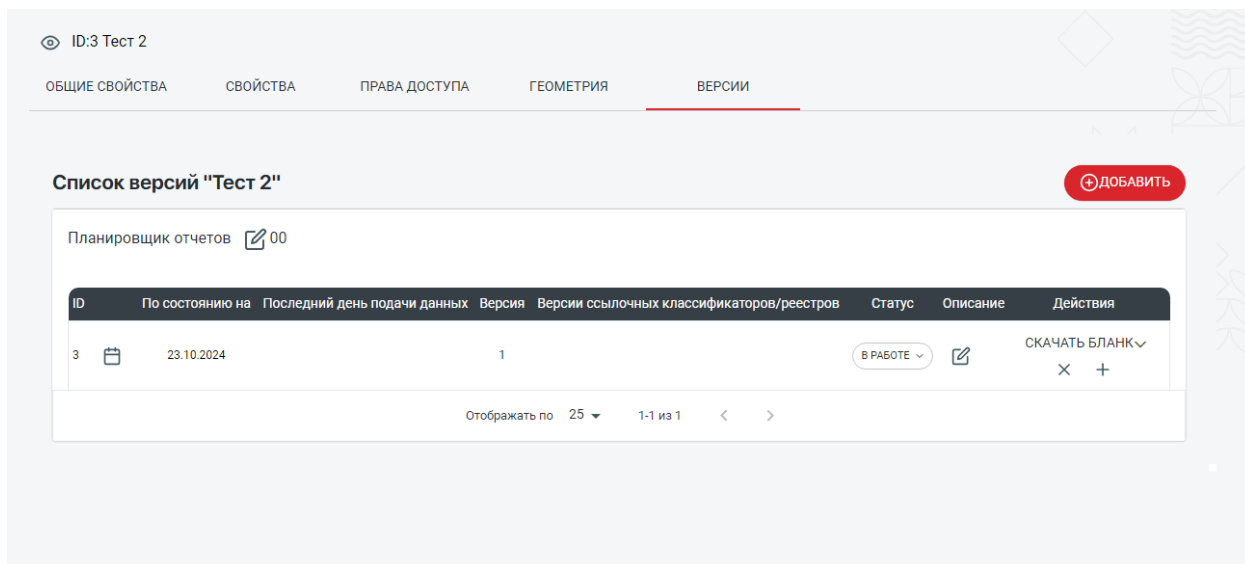 ID:3 Тест 2
ОБЩИЕ СВОЙСТВА СВОЙСТВА ПРАВА ДОСТУПА ГЕОМЕТРИЯ ВЕРСИИ
Список версий "Тест 2"
ДОБАВИТЬ
Планировщик отчетов 00
ID По состоянию на Последний день подачи данных Версия Версии ссылочных классификаторов/реестров Статус Описание Действия
3 23.10.2024 1 В РАБОТЕ СКАЧАТЬ БЛАНК
Отображать по 25 1-1 из 1